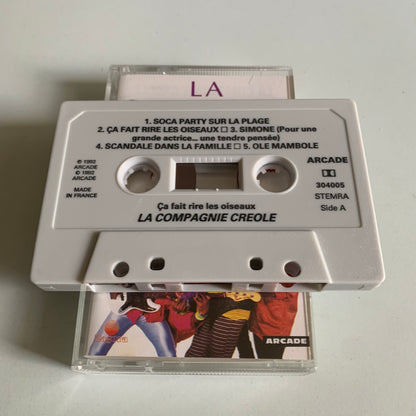 LA
1. SOCA PARTY SUR LA PLAGE
2. ÇA FAIT RIRE LES OISEAUX □ 3. SIMONE (Pour une
grande actrice... une tendre pensée)
4. SCANDALE DANS LA FAMILLE □ 5. OLE MAMBOLE
℗ 1992
ARCADE
© 1992
ARCADE
MADE
IN FRANCE
ARCADE
304005
STEMRA
Side A
Ça fait rire les oiseaux
LA COMPAGNIE CREOLE
ARCADE